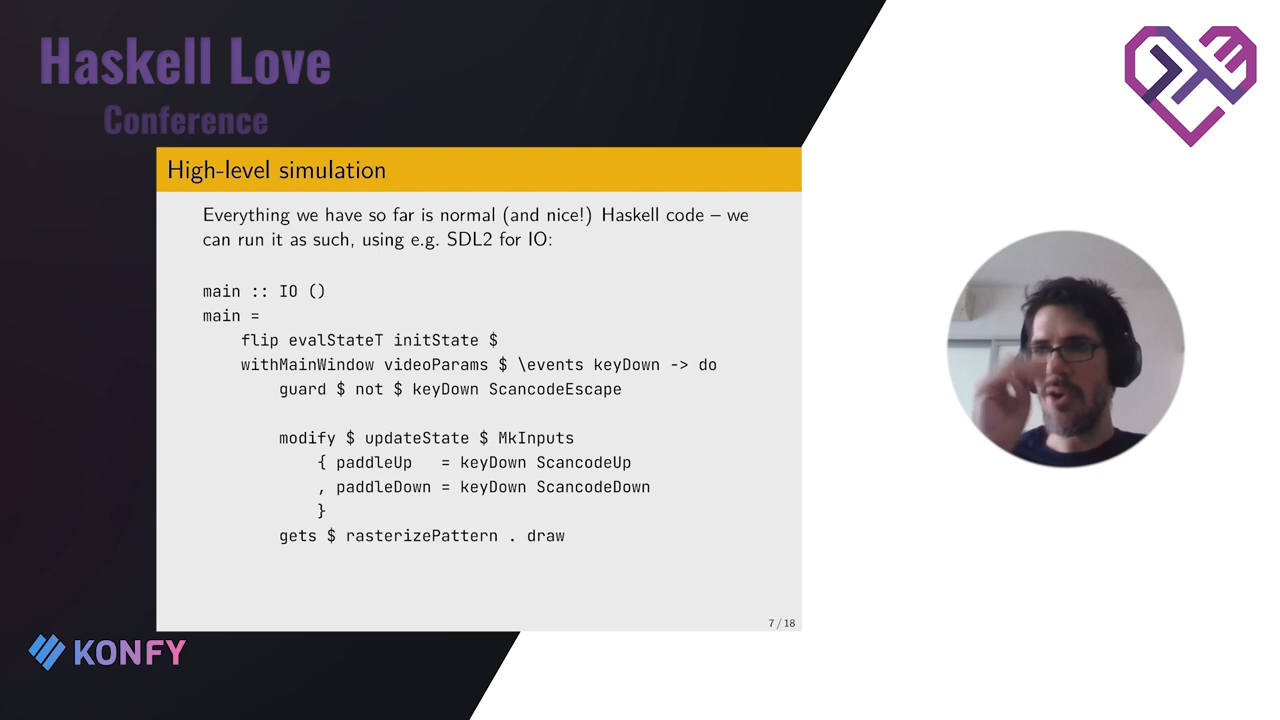 Haskell Love
Conference
High-level simulation
Everything we have so far is normal (and nice!) Haskell code – we
can run it as such, using e.g. SDL2 for IO:
main :: IO ()
main =
    flip evalStateT initState $
    withMainWindow videoParams $ \events keyDown -> do
        guard $ not $ keyDown ScancodeEscape
        modify $ updateState $ MkInputs
            { paddleUp   = keyDown ScancodeUp
            , paddleDown = keyDown ScancodeDown
            }
        gets $ rasterizePattern . draw
7 / 18
KONFY